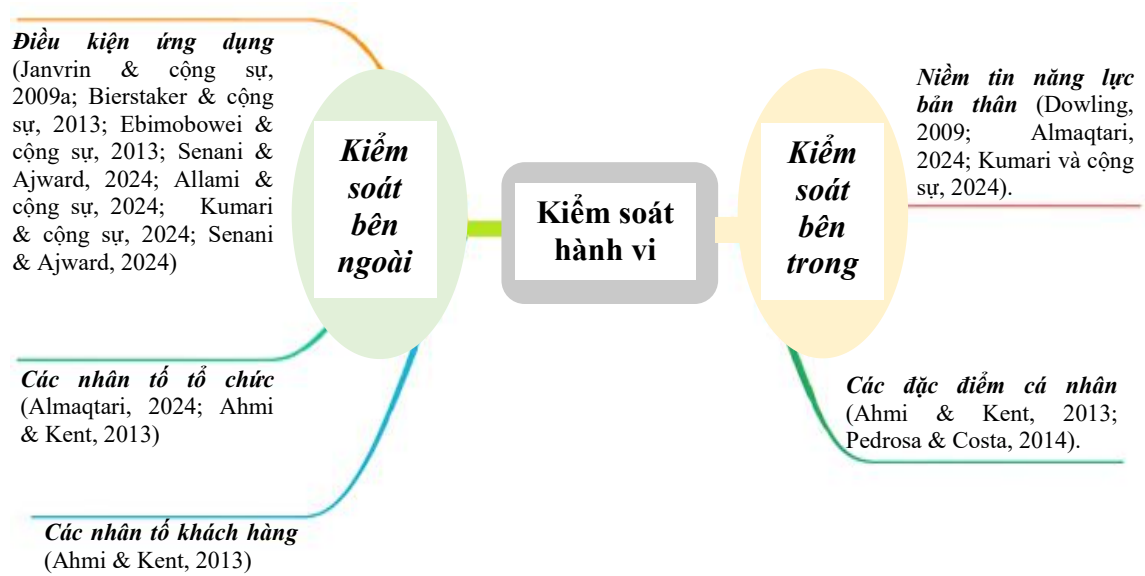 Điều kiện ứng dụng
(Janvrin & cộng sự,
2009a; Bierstaker & cộng
sự, 2013; Ebimobowei &
cộng sự, 2013; Senani &
Ajward, 2024; Allami &
cộng sự, 2024; Kumari
& cộng sự, 2024; Senani
& Ajward, 2024)
Các nhân tố tổ chức
(Almaqtari, 2024; Ahmi
& Kent, 2013)
Các nhân tố khách hàng
(Ahmi & Kent, 2013)
Kiểm
soát
bên
ngoài
Kiểm soát
hành vi
Kiểm
soát
bên
trong
Niềm tin năng lực
bản thân (Dowling,
2009; Almaqtari,
2024; Kumari và cộng
sự, 2024).
Các đặc điểm cá nhân
(Ahmi & Kent, 2013;
Pedrosa & Costa, 2014).